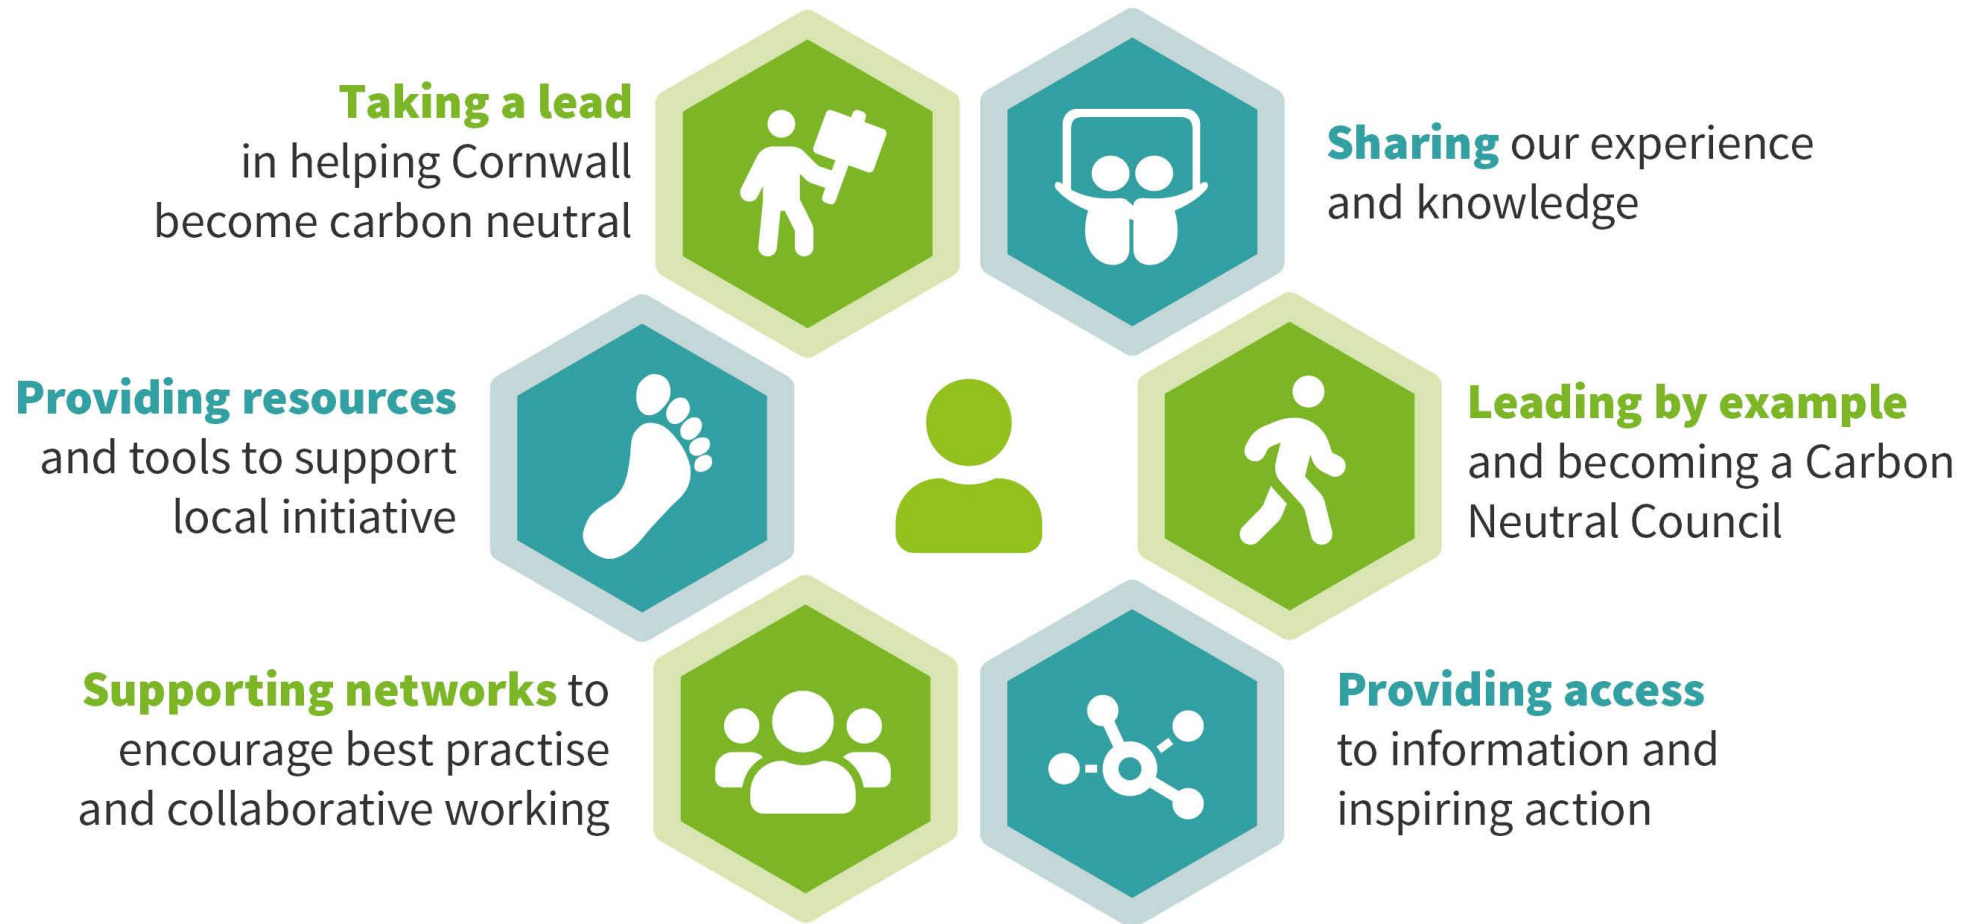 Taking a lead
in helping Cornwall
become carbon neutral
Sharing our experience
and knowledge
Providing resources
and tools to support
local initiative
Leading by example
and becoming a Carbon
Neutral Council
Supporting networks to
encourage best practise
and collaborative working
Providing access
to information and
inspiring action